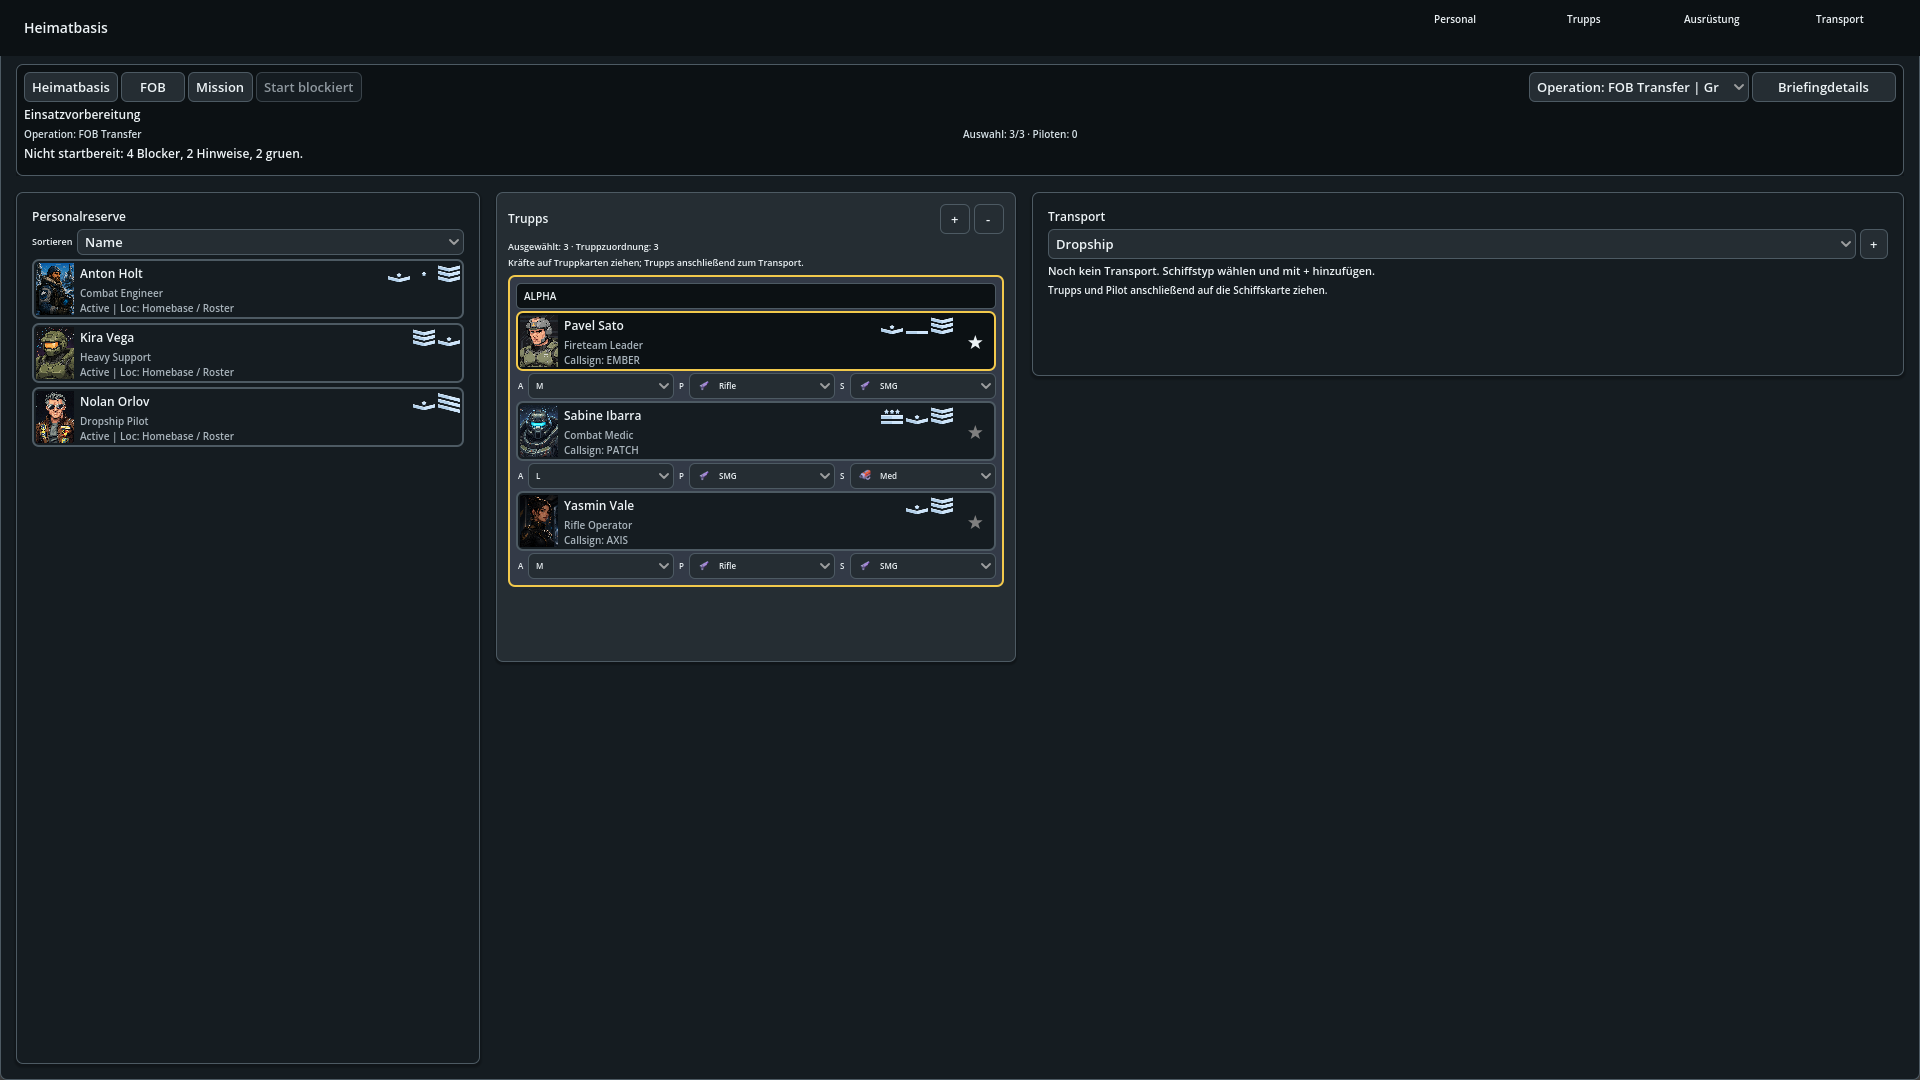 Heimatbasis
Personal
Trupps
Ausrüstung
Transport
Heimatbasis
FOB
Mission
Start blockiert
Operation: FOB Transfer | Gr
Briefingdetails
Einsatzvorbereitung
Operation: FOB Transfer
Auswahl: 3/3 · Piloten: 0
Nicht startbereit: 4 Blocker, 2 Hinweise, 2 gruen.
Personalreserve
Sortieren
Name
Anton Holt
Combat Engineer
Active | Loc: Homebase / Roster
Kira Vega
Heavy Support
Active | Loc: Homebase / Roster
Nolan Orlov
Dropship Pilot
Active | Loc: Homebase / Roster
Trupps
+
-
Ausgewählt: 3 · Truppzuordnung: 3
Kräfte auf Truppkarten ziehen; Trupps anschließend zum Transport.
ALPHA
Pavel Sato
Fireteam Leader
Callsign: EMBER
A M P Rifle S SMG
Sabine Ibarra
Combat Medic
Callsign: PATCH
A L P SMG S Med
Yasmin Vale
Rifle Operator
Callsign: AXIS
A M P Rifle S SMG
Transport
Dropship
+
Noch kein Transport. Schiffstyp wählen und mit + hinzufügen.
Trupps und Pilot anschließend auf die Schiffskarte ziehen.